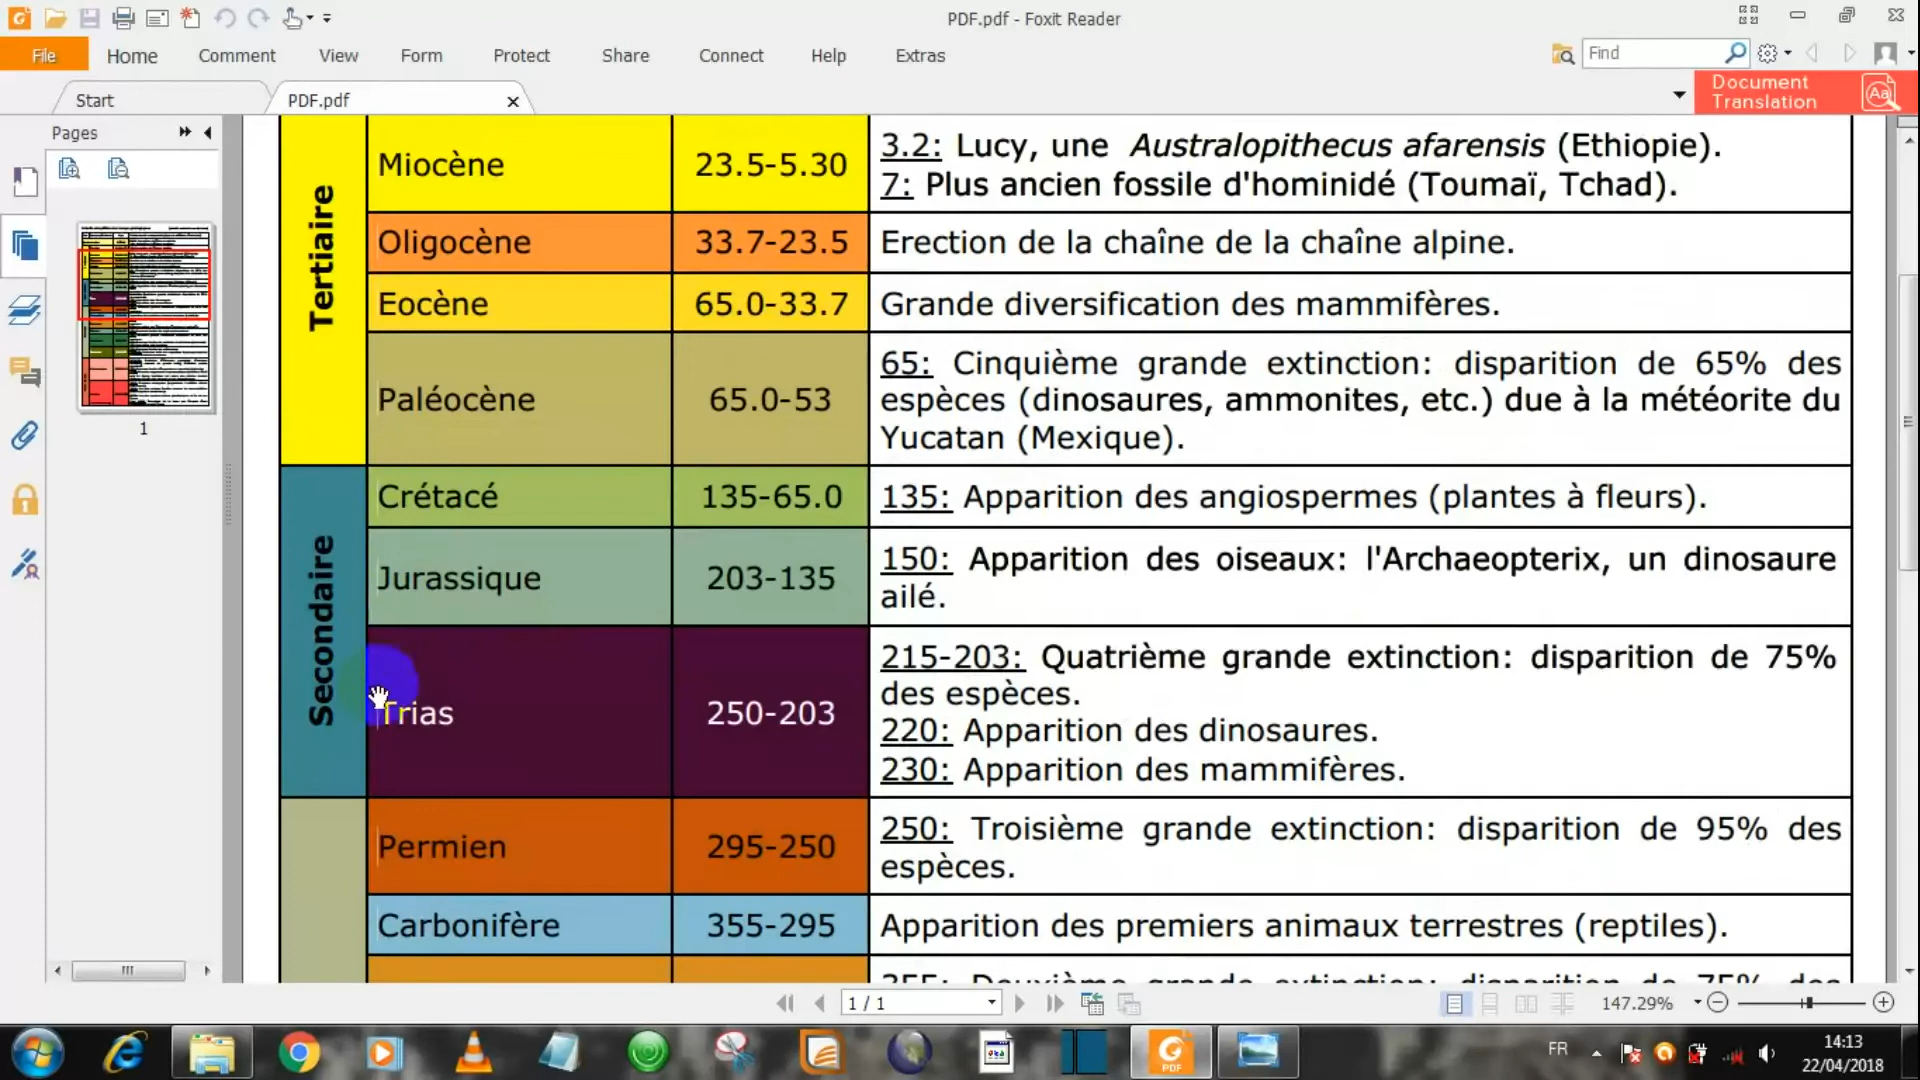 PDF.pdf - Foxit Reader
File Home Comment View Form Protect Share Connect Help Extras
Find
Start
PDF.pdf
Document
Translation
Pages
1
Tertiaire
Miocène
23.5-5.30
3.2: Lucy, une Australopithecus afarensis (Ethiopie).
7: Plus ancien fossile d'hominidé (Toumaï, Tchad).
Oligocène
33.7-23.5
Erection de la chaîne de la chaîne alpine.
Eocène
65.0-33.7
Grande diversification des mammifères.
Paléocène
65.0-53
65: Cinquième grande extinction: disparition de 65% des
espèces (dinosaures, ammonites, etc.) due à la météorite du
Yucatan (Mexique).
Secondaire
Crétacé
135-65.0
135: Apparition des angiospermes (plantes à fleurs).
Jurassique
203-135
150: Apparition des oiseaux: l'Archaeopterix, un dinosaure
ailé.
Trias
250-203
215-203: Quatrième grande extinction: disparition de 75%
des espèces.
220: Apparition des dinosaures.
230: Apparition des mammifères.
Permien
295-250
250: Troisième grande extinction: disparition de 95% des
espèces.
Carbonifère
355-295
Apparition des premiers animaux terrestres (reptiles).
355: Deuxième grande extinction: disparition de 75% des
1 / 1
147.29%
FR
14:13
22/04/2018